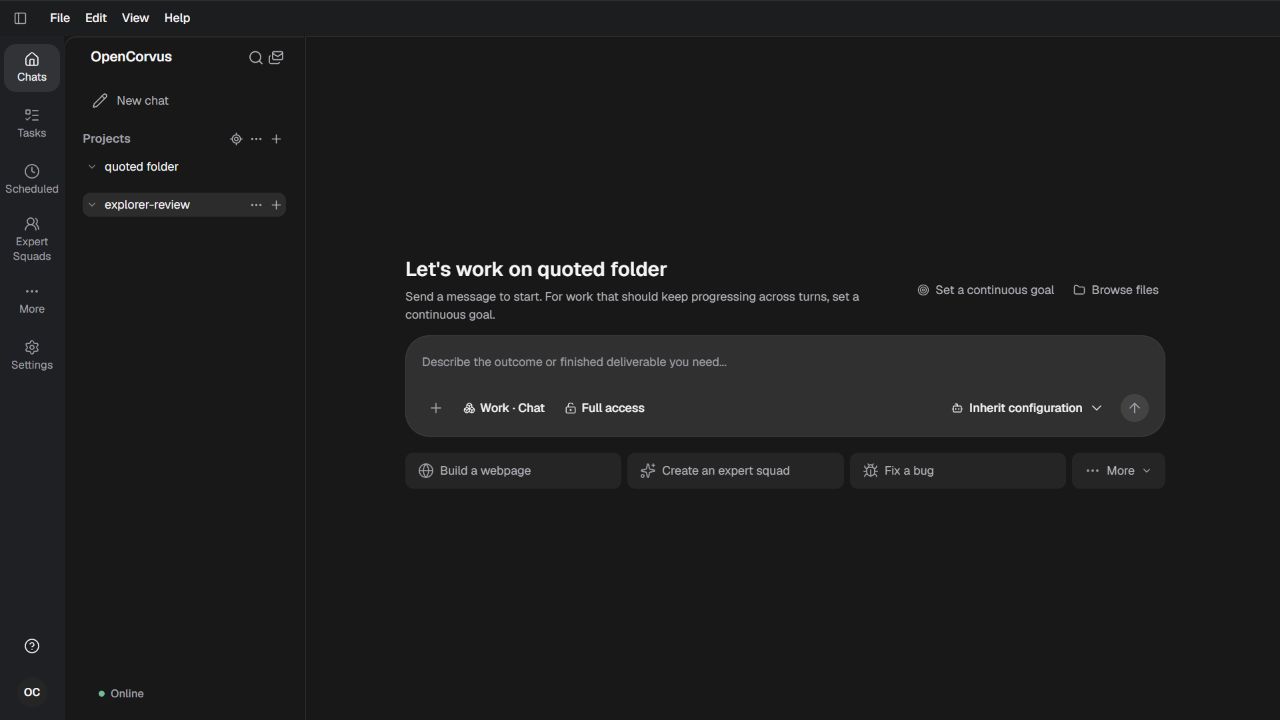 File Edit View Help
Chats
Tasks
Scheduled
Expert
Squads
More
Settings
OC
OpenCorvus
New chat
Projects
quoted folder
explorer-review
Online
Let's work on quoted folder
Send a message to start. For work that should keep progressing across turns, set a
continuous goal.
Set a continuous goal
Browse files
Describe the outcome or finished deliverable you need...
Work · Chat
Full access
Inherit configuration
Build a webpage
Create an expert squad
Fix a bug
More